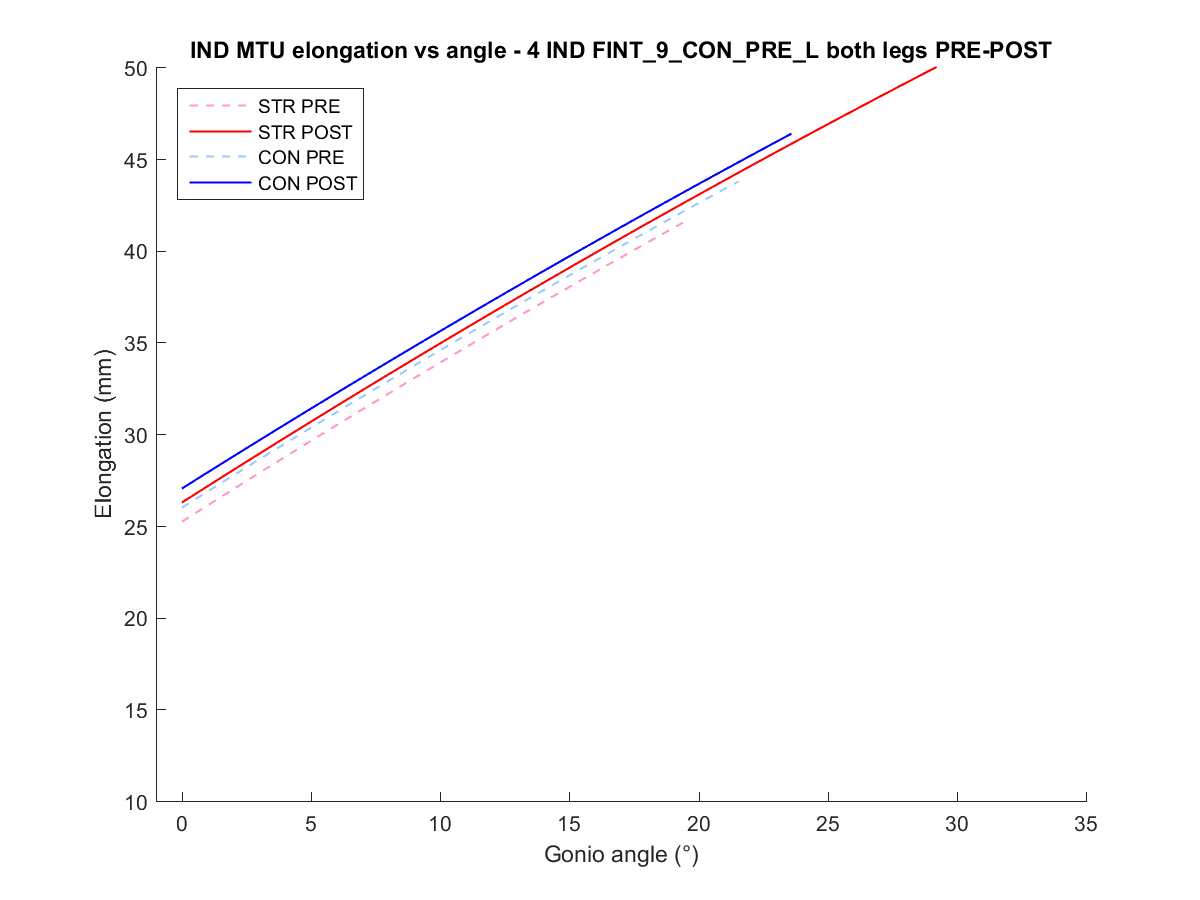 IND MTU elongation vs angle - 4 IND FINT_9_CON_PRE_L both legs PRE-POST
STR PRE
STR POST
CON PRE
CON POST
50
45
40
35
30
25
20
15
10
Elongation (mm)
0 5 10 15 20 25 30 35
Gonio angle (°)